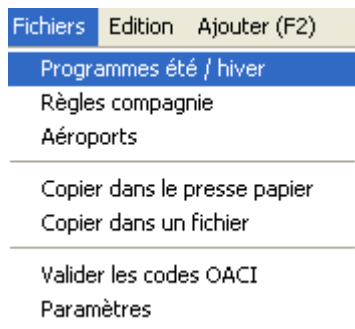 Fichiers Edition Ajouter (F2)
Programmes été / hiver
Règles compagnie
Aéroports
Copier dans le presse papier
Copier dans un fichier
Valider les codes OACI
Paramètres